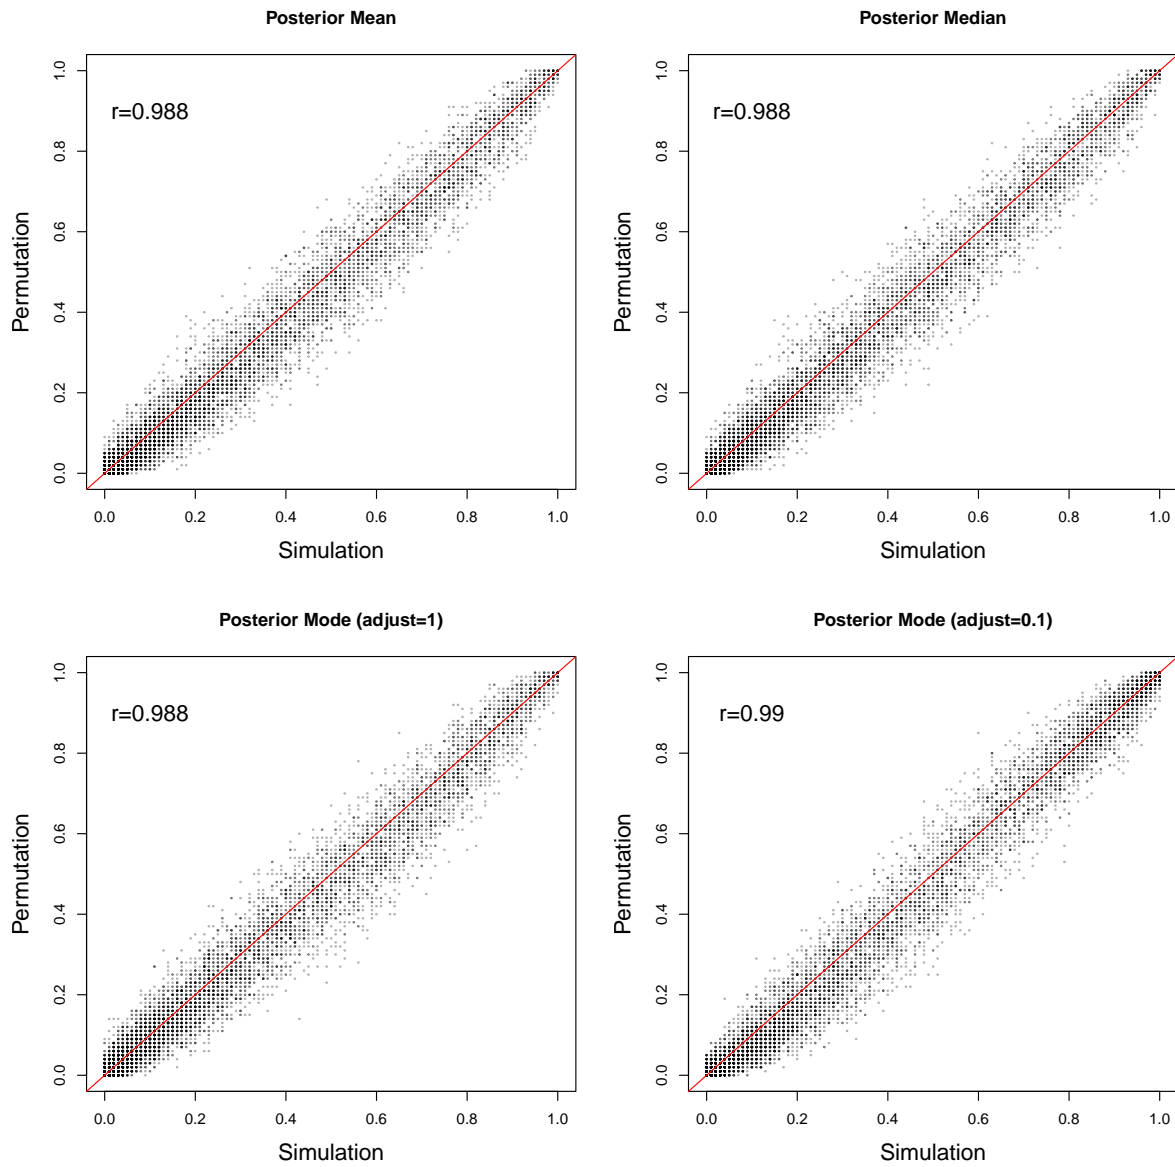 Posterior Mean
r=0.988
Permutation
0.0 0.2 0.4 0.6 0.8 1.0
0.0 0.2 0.4 0.6 0.8 1.0
Simulation
Posterior Median
r=0.988
Permutation
0.0 0.2 0.4 0.6 0.8 1.0
0.0 0.2 0.4 0.6 0.8 1.0
Simulation
Posterior Mode (adjust=1)
r=0.988
Permutation
0.0 0.2 0.4 0.6 0.8 1.0
0.0 0.2 0.4 0.6 0.8 1.0
Simulation
Posterior Mode (adjust=0.1)
r=0.99
Permutation
0.0 0.2 0.4 0.6 0.8 1.0
0.0 0.2 0.4 0.6 0.8 1.0
Simulation